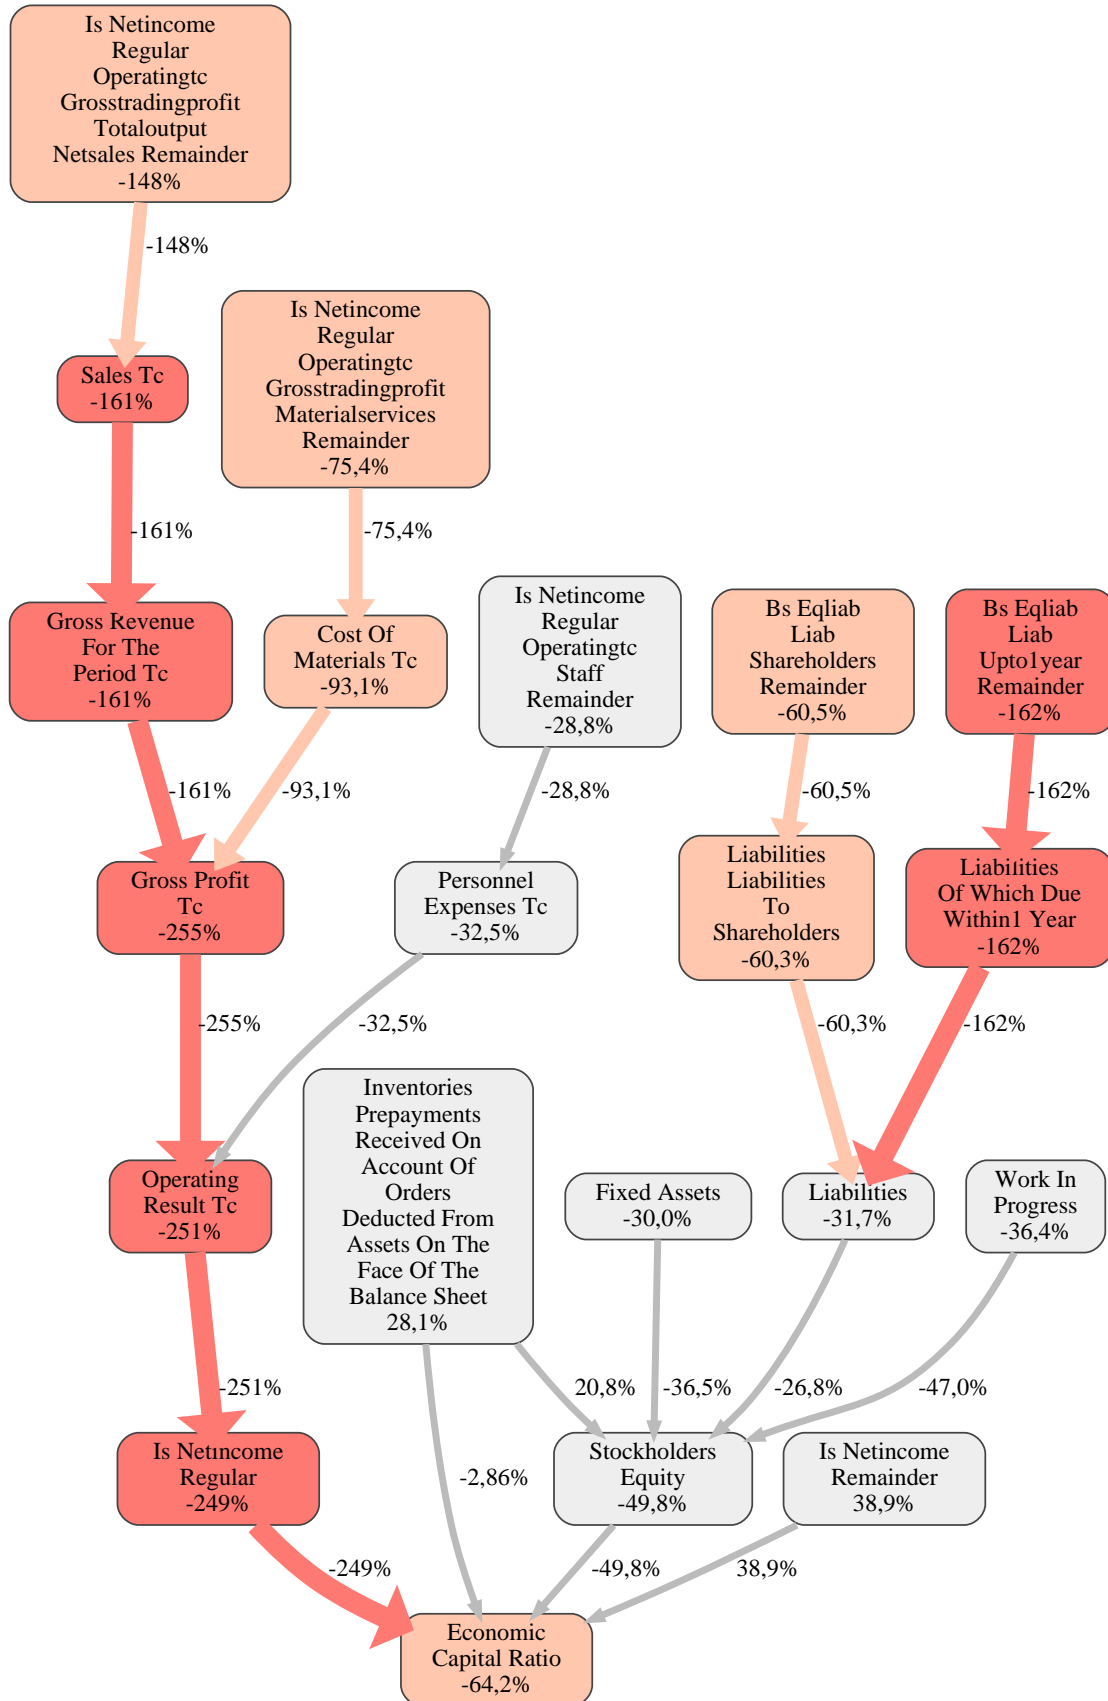 Is Netincome
Regular
Operatingtc
Grosstradingprofit
Totaloutput
Netsales Remainder
-148%
-148%
Is Netincome
Regular
Operatingtc
Grosstradingprofit
Materialservices
Remainder
-75,4%
Sales Tc
-161%
-161%
-75,4%
Is Netincome
Regular
Operatingtc
Staff
Remainder
-28,8%
Bs Eqliab
Liab
Shareholders
Remainder
-60,5%
Bs Eqliab
Liab
Upto1year
Remainder
-162%
Gross Revenue
For The
Period Tc
-161%
Cost Of
Materials Tc
-93,1%
-161%
-93,1%
-28,8%
-60,5%
-162%
Gross Profit
Tc
-255%
Personnel
Expenses Tc
-32,5%
Liabilities
Liabilities
To
Shareholders
-60,3%
Liabilities
Of Which Due
Within1 Year
-162%
-255%
-32,5%
-60,3%
-162%
Inventories
Prepayments
Received On
Account Of
Orders
Deducted From
Assets On The
Face Of The
Balance Sheet
28,1%
Operating
Result Tc
-251%
Fixed Assets
-30,0%
Liabilities
-31,7%
Work In
Progress
-36,4%
-251%
20,8%
-36,5%
-26,8%
-47,0%
Is Netincome
Regular
-249%
-2,86%
Stockholders
Equity
-49,8%
Is Netincome
Remainder
38,9%
-249%
-49,8%
38,9%
Economic
Capital Ratio
-64,2%